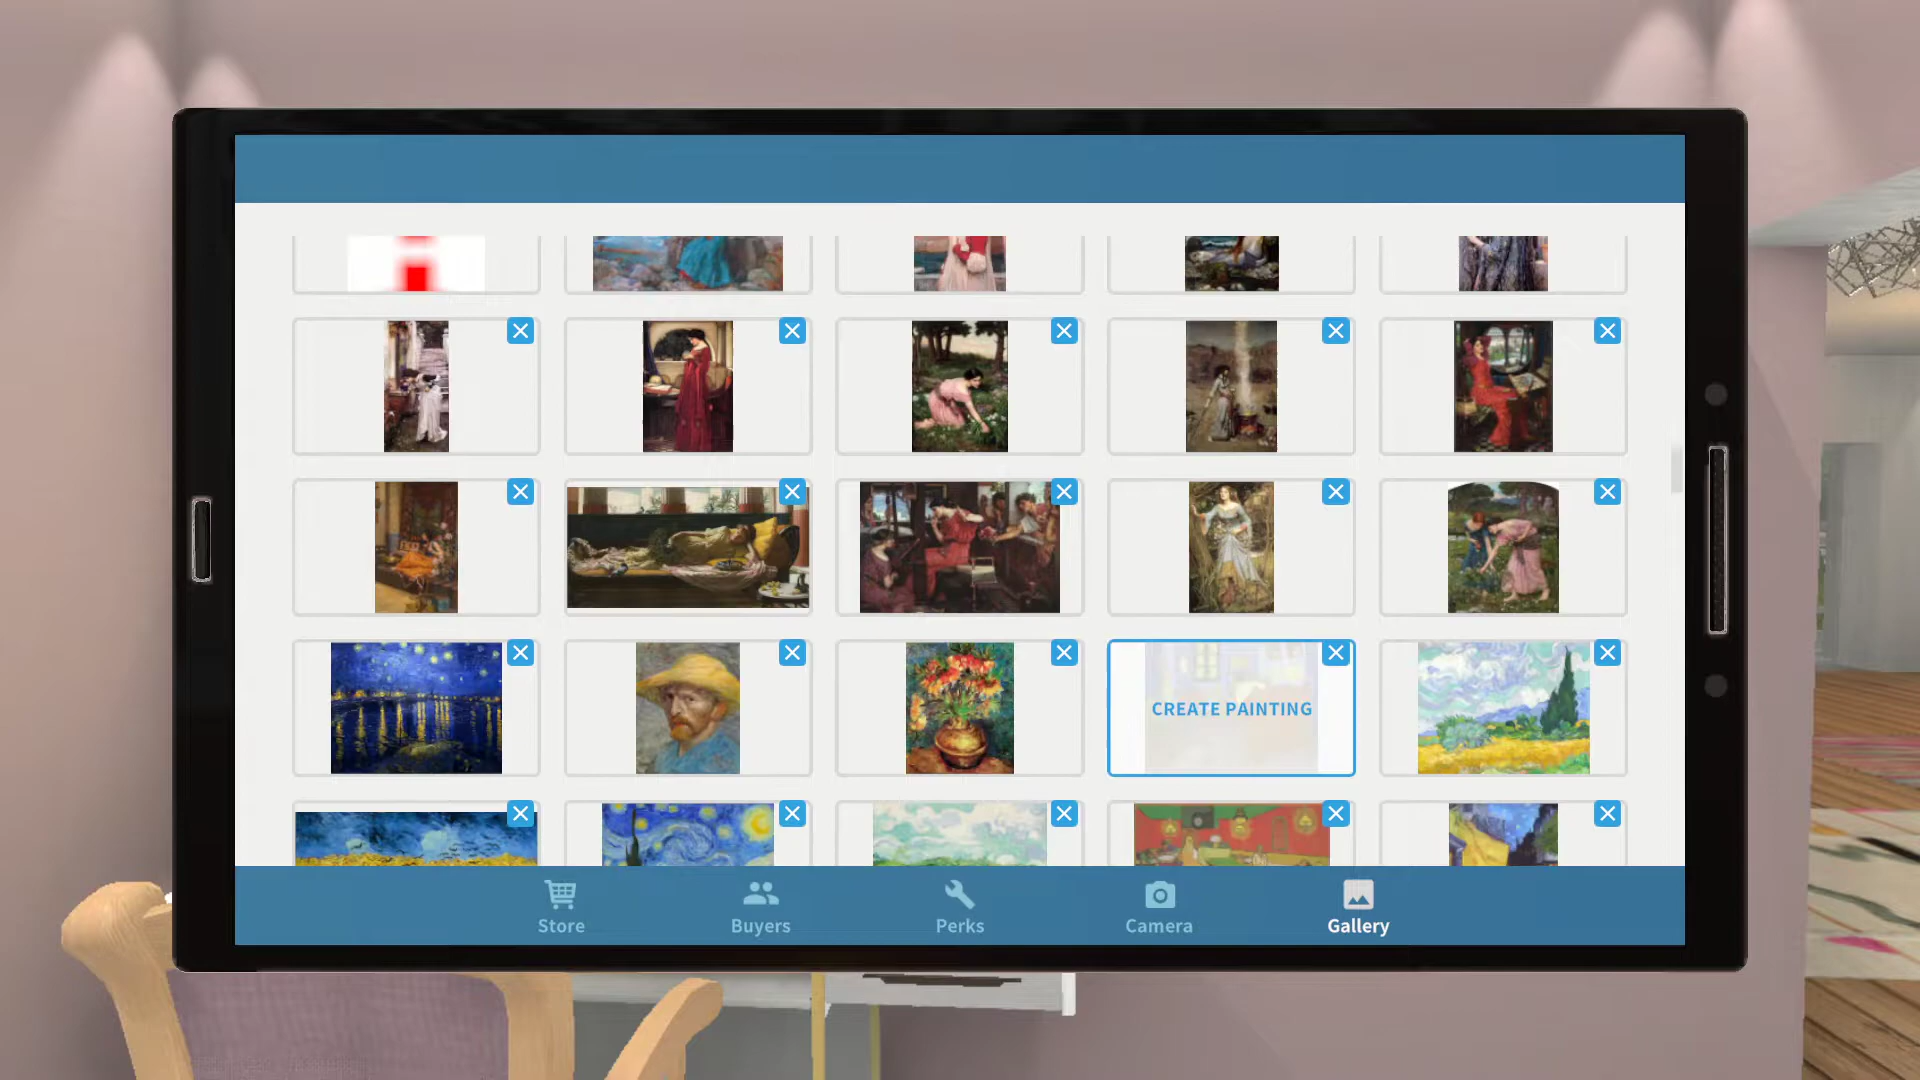 CREATE PAINTING
Store
Buyers
Perks
Camera
Gallery